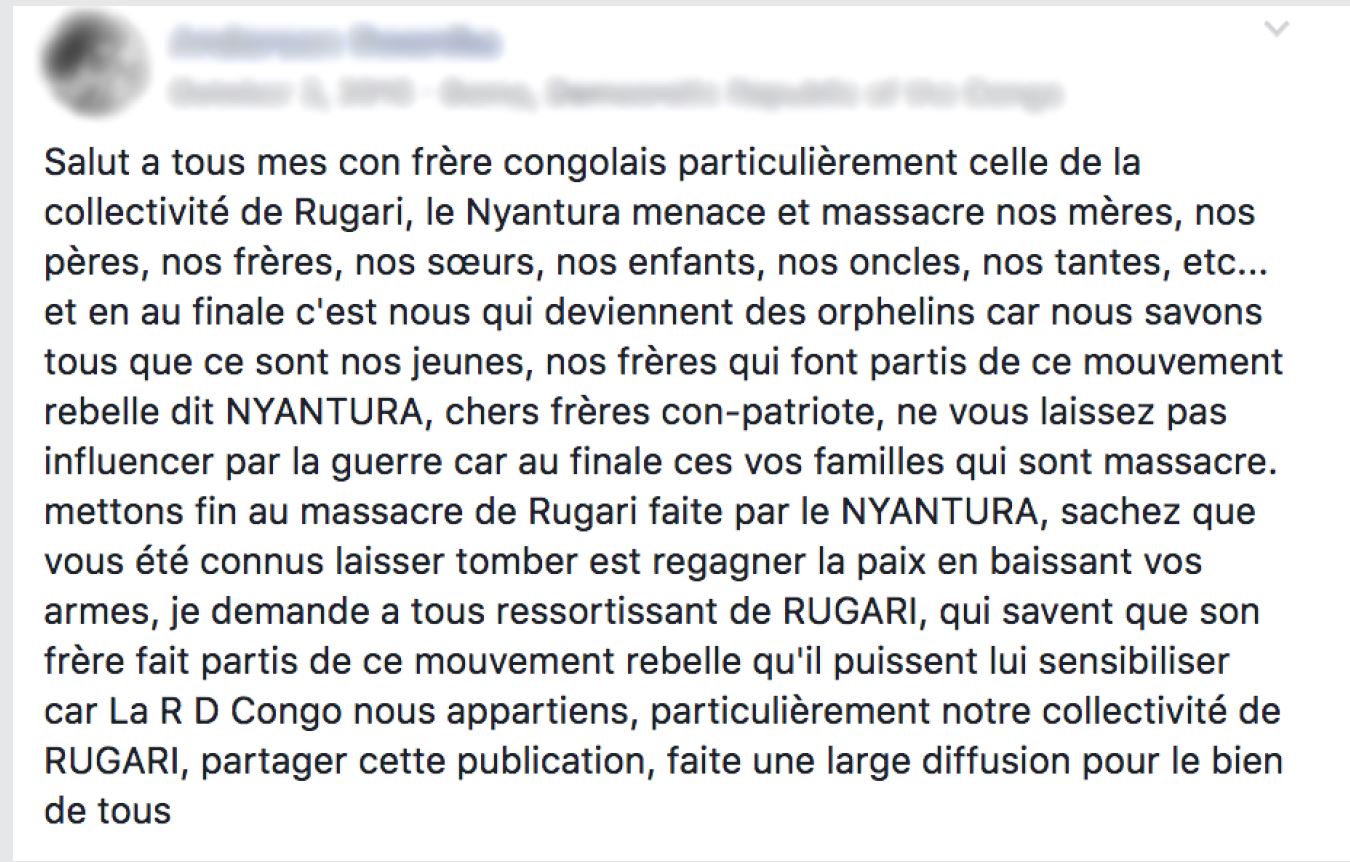 Salut a tous mes con frère congolais particulièrement celle de la
collectivité de Rugari, le Nyantura menace et massacre nos mères, nos
pères, nos frères, nos sœurs, nos enfants, nos oncles, nos tantes, etc...
et en au finale c'est nous qui deviennent des orphelins car nous savons
tous que ce sont nos jeunes, nos frères qui font partis de ce mouvement
rebelle dit NYANTURA, chers frères con-patriote, ne vous laissez pas
influencer par la guerre car au finale ces vos familles qui sont massacre.
mettons fin au massacre de Rugari faite par le NYANTURA, sachez que
vous été connus laisser tomber est regagner la paix en baissant vos
armes, je demande a tous ressortissant de RUGARI, qui savent que son
frère fait partis de ce mouvement rebelle qu'il puissent lui sensibiliser
car La R D Congo nous appartiens, particulièrement notre collectivité de
RUGARI, partager cette publication, faite une large diffusion pour le bien
de tous